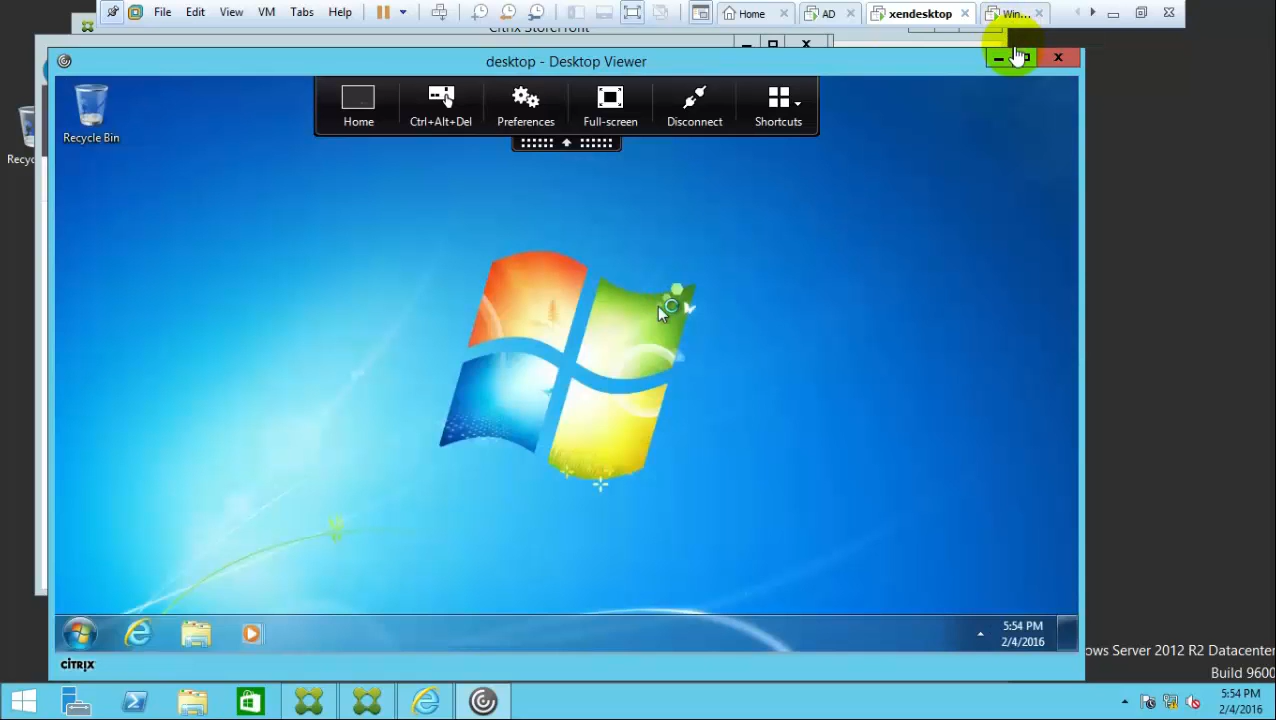 File Edit View VM Tabs Help Home AD xendesktop Win...
Citrix StoreFront
desktop - Desktop Viewer
Home Ctrl+Alt+Del Preferences Full-screen Disconnect Shortcuts
Recycle Bin
Recyc
5:54 PM
2/4/2016
CITRIX
ows Server 2012 R2 Datacenter
Build 9600
5:54 PM
2/4/2016